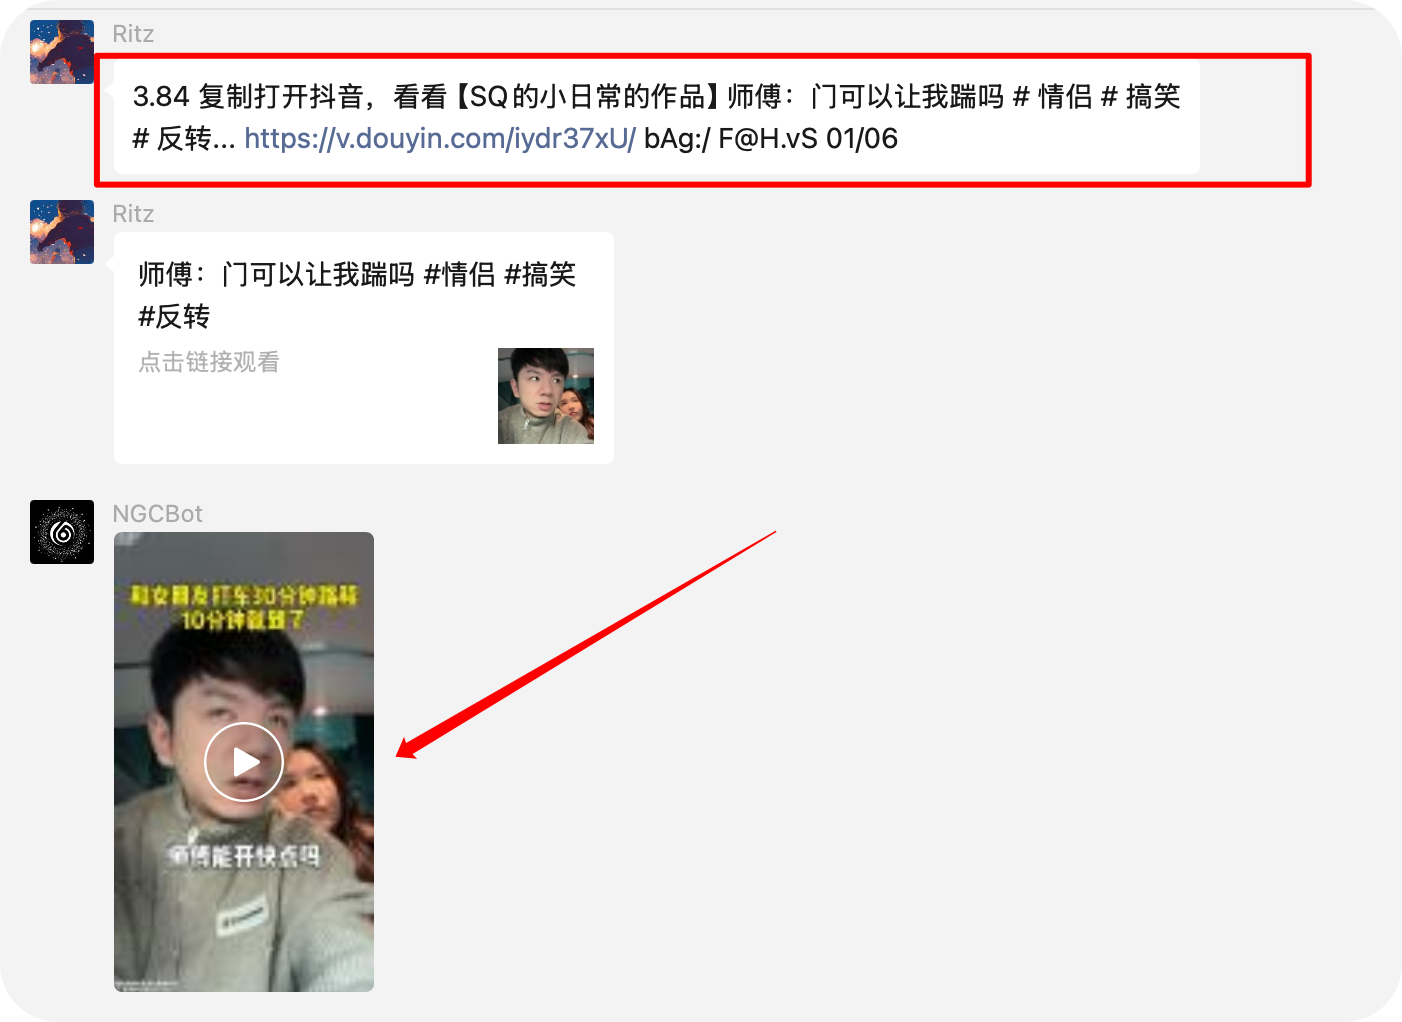 Ritz
3.84 复制打开抖音，看看【SQ的小日常的作品】师傅：门可以让我踹吗 # 情侣 # 搞笑
# 反转... https://v.douyin.com/iydr37xU/ bAg:/ F@H.vS 01/06
Ritz
师傅：门可以让我踹吗 #情侣 #搞笑
#反转
点击链接观看
NGCBot
和女朋友打车30分钟路程
10分钟就到了
师傅能开快点吗